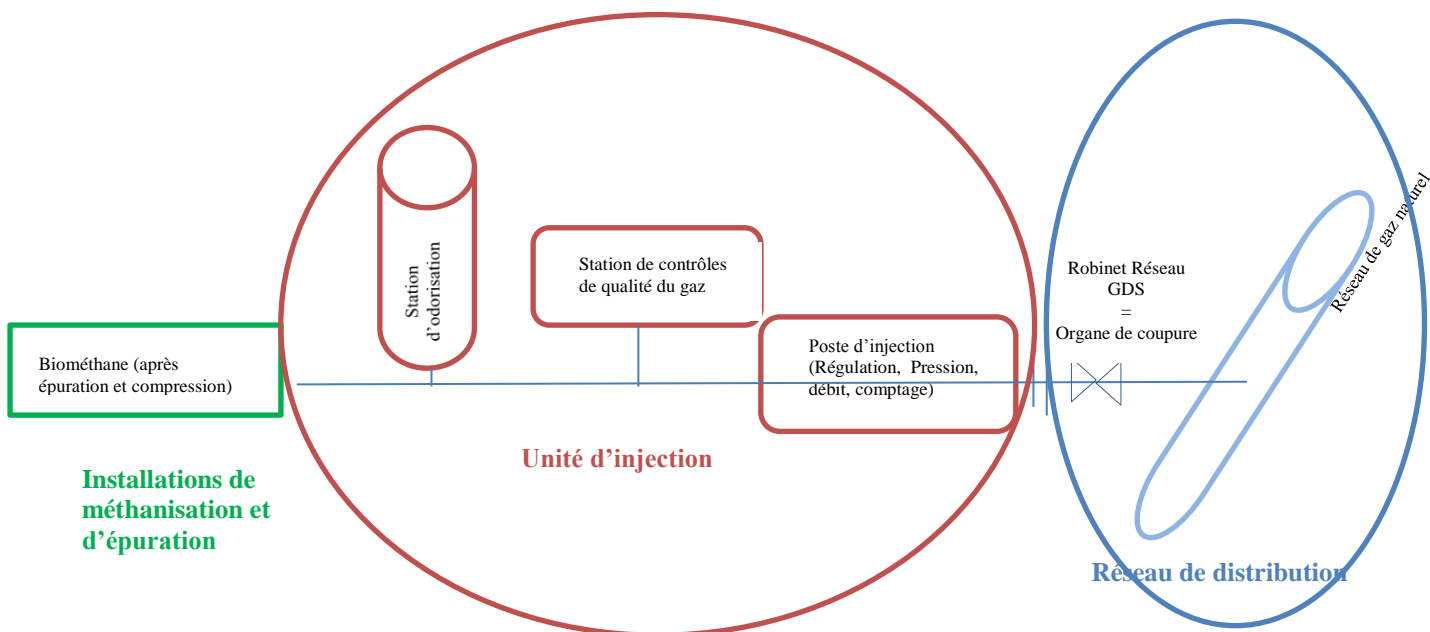 Biométhane (après
épuration et compression)
Installations de
méthanisation et
d’épuration
Station
d’odorisation
Station de contrôles
de qualité du gaz
Poste d’injection
(Régulation, Pression,
débit, comptage)
Unité d’injection
Robinet Réseau
GDS
=
Organe de coupure
Réseau de gaz naturel
Réseau de distribution